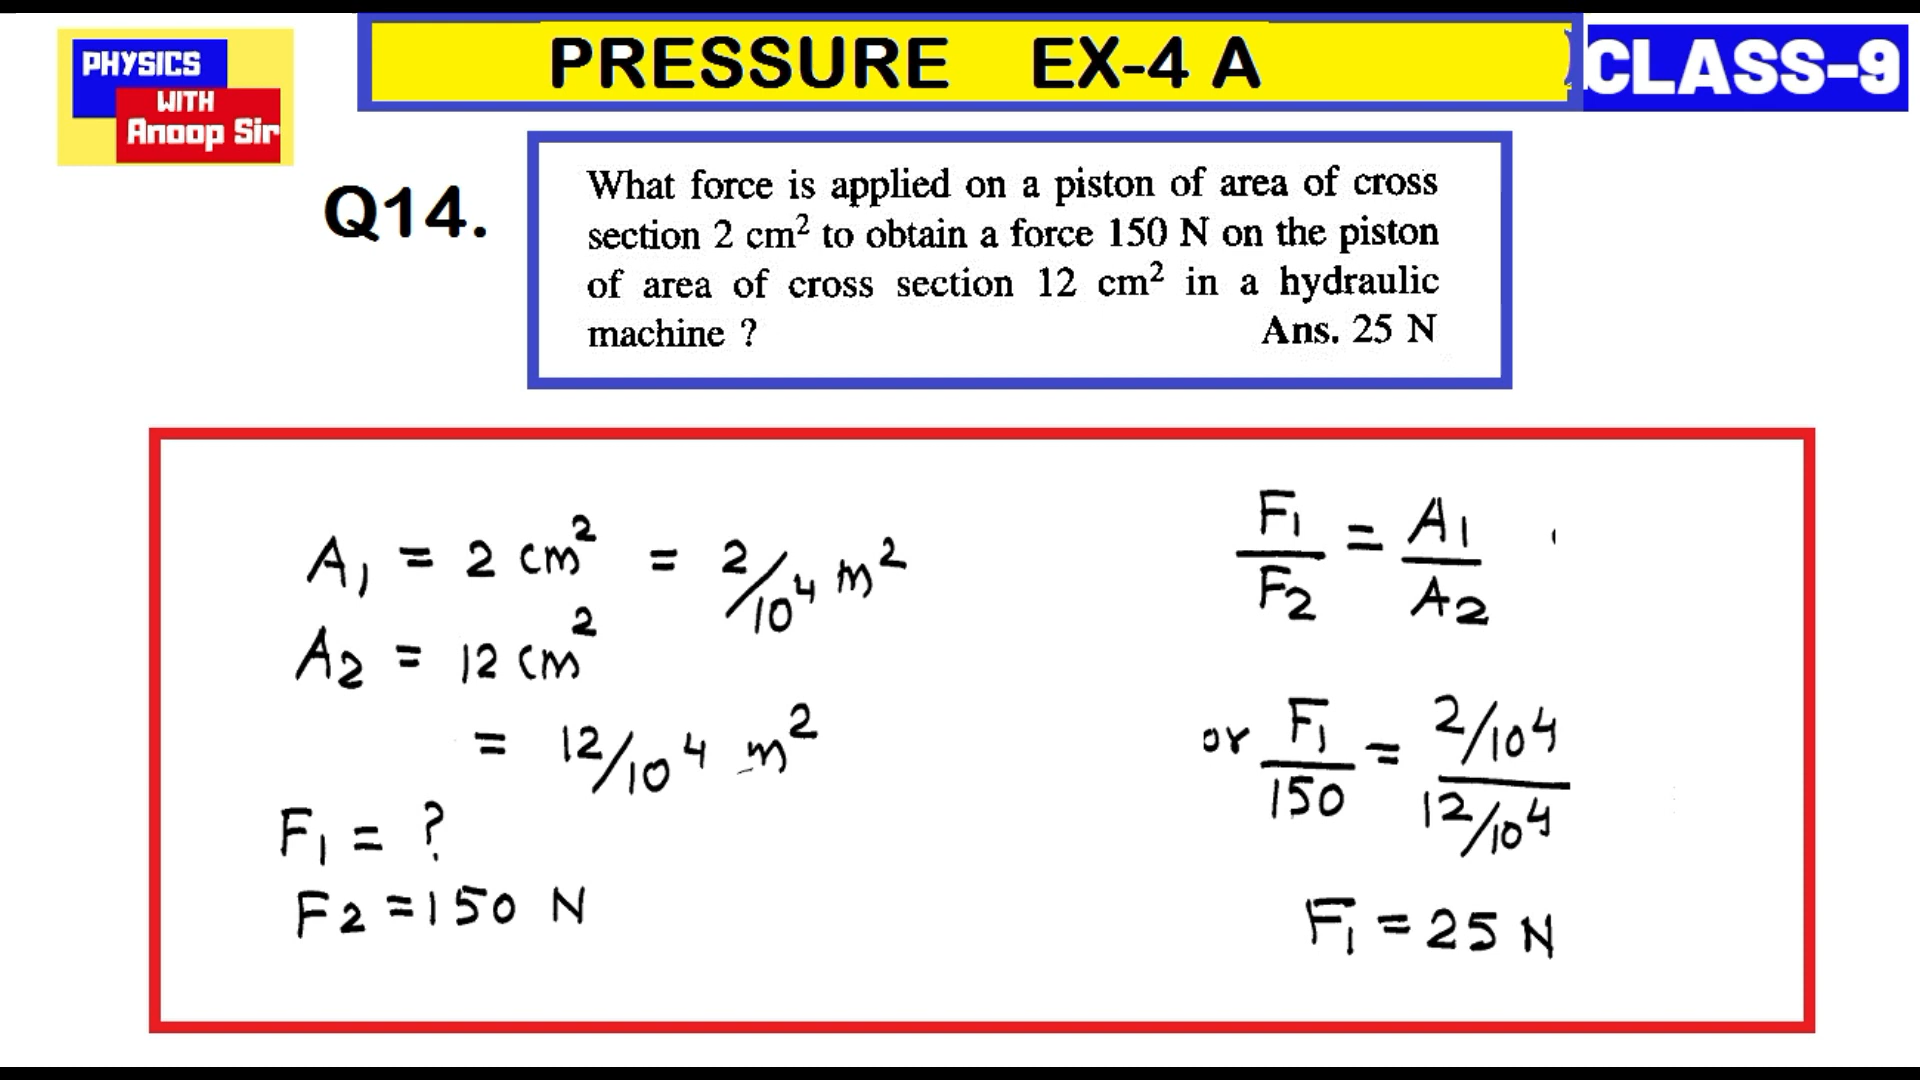 PHYSICS
WITH
Anoop Sir
PRESSURE EX-4 A
CLASS-9
Q14.
What force is applied on a piston of area of cross
section 2 cm² to obtain a force 150 N on the piston
of area of cross section 12 cm² in a hydraulic
machine ? Ans. 25 N
A₁ = 2 cm² = 2/10⁴ m²
A₂ = 12 cm²
= 12/10⁴ m²
F₁ = ?
F₂ = 150 N
F₁/F₂ = A₁/A₂
or F₁/150 = 2/10⁴ / 12/10⁴
F₁ = 25 N